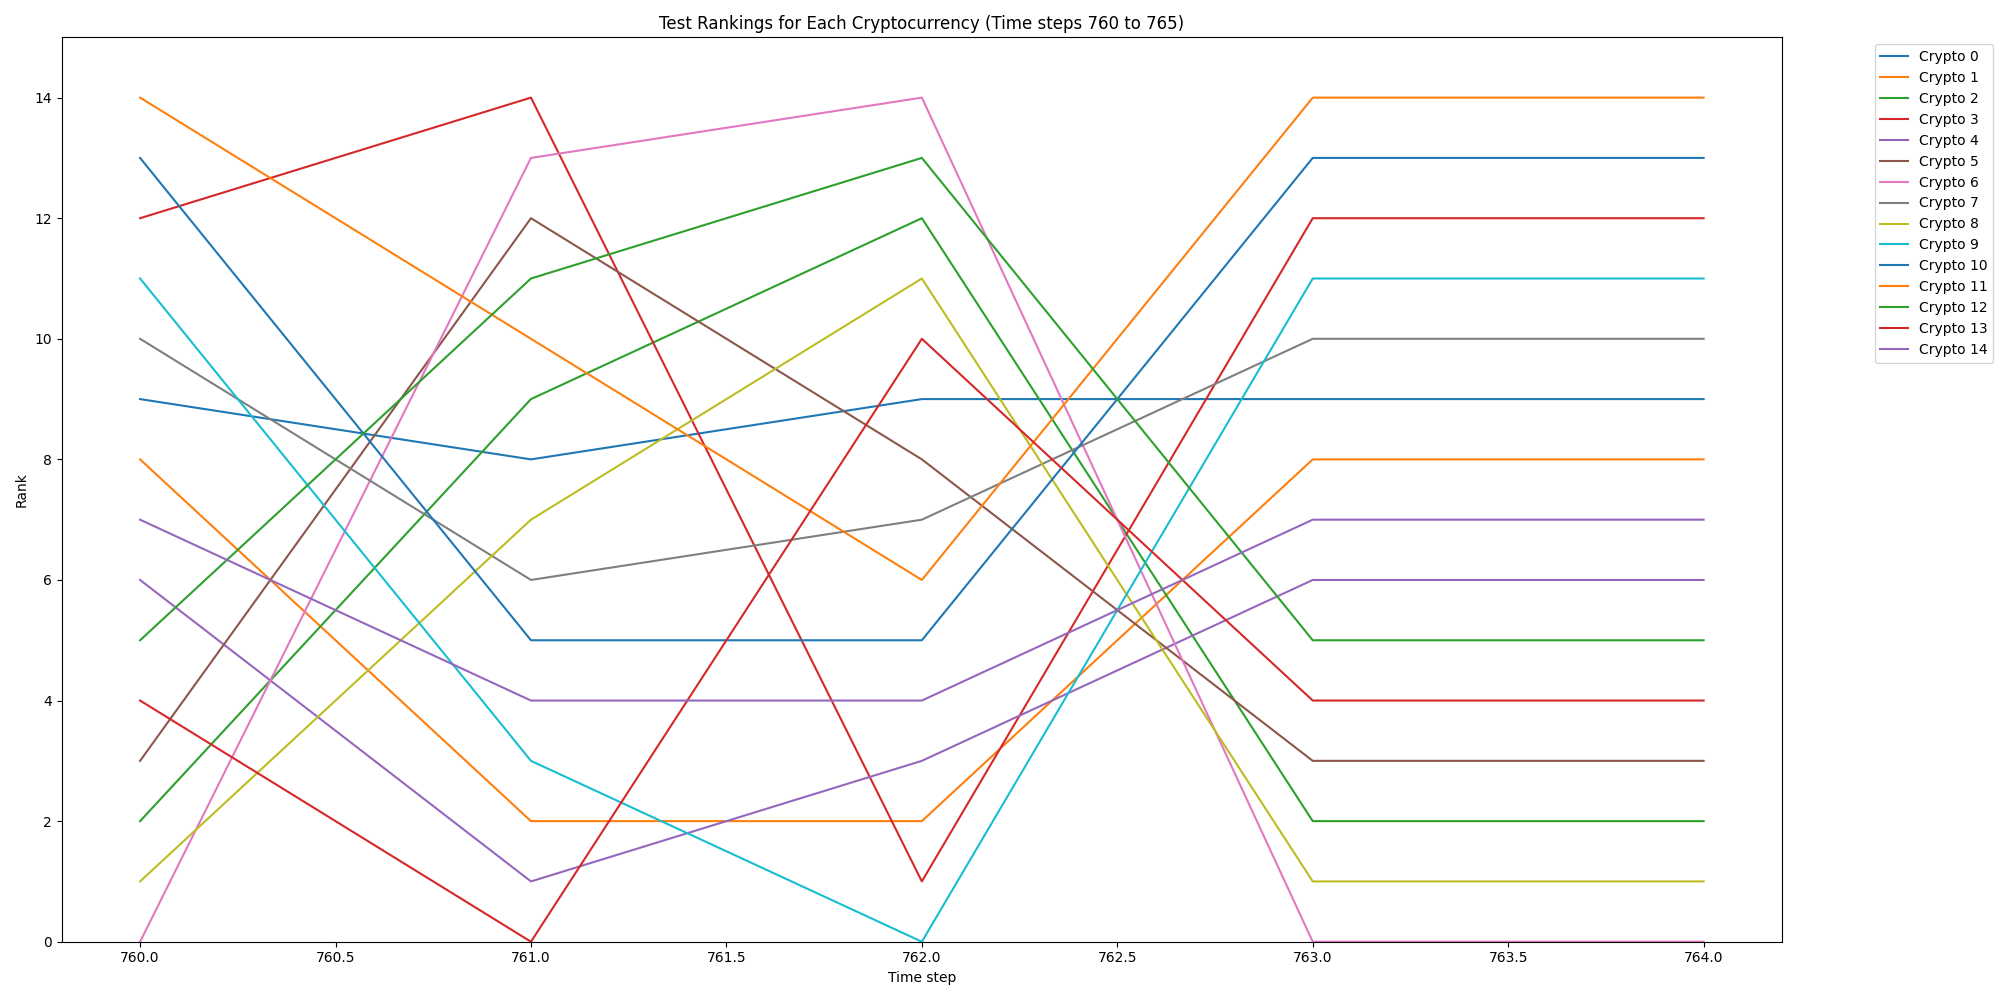 Test Rankings for Each Cryptocurrency (Time steps 760 to 765)
Rank
14
12
10
8
6
4
2
0
760.0 760.5 761.0 761.5 762.0 762.5 763.0 763.5 764.0
Time step
Crypto 0
Crypto 1
Crypto 2
Crypto 3
Crypto 4
Crypto 5
Crypto 6
Crypto 7
Crypto 8
Crypto 9
Crypto 10
Crypto 11
Crypto 12
Crypto 13
Crypto 14